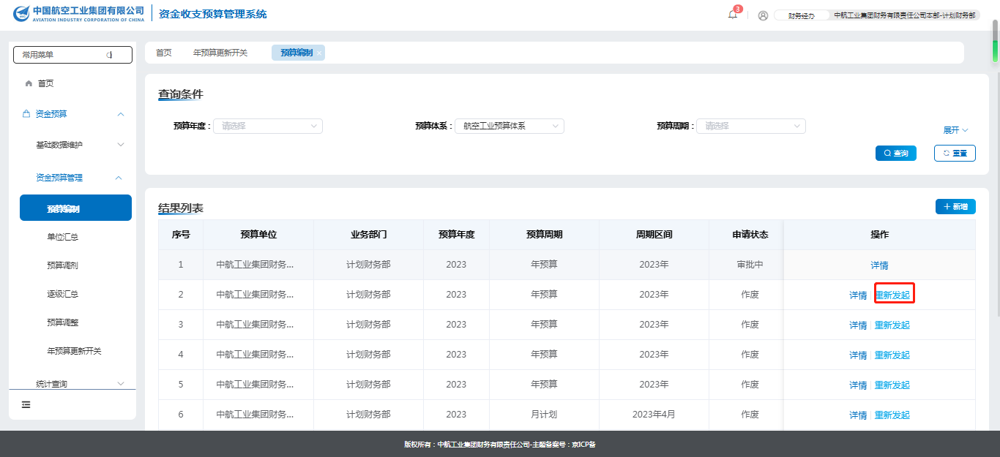 中国航空工业集团有限公司
AVIATION INDUSTRY CORPORATION OF CHINA
资金收支预算管理系统
3
财务经办
中航工业集团财务有限责任公司本部-计划财务部
常用菜单
首页
资金预算
基础数据维护
资金预算管理
预算编制
单位汇总
预算调剂
逐级汇总
预算调整
年预算更新开关
统计查询
首页 年预算更新开关 预算编制 ×
查询条件
预算年度： 请选择 预算体系： 航空工业预算体系 预算周期： 请选择
展开
查询 重置
结果列表
+ 新增
序号 预算单位 业务部门 预算年度 预算周期 周期区间 申请状态 操作
1 中航工业集团财务... 计划财务部 2023 年预算 2023年 审批中 详情
2 中航工业集团财务... 计划财务部 2023 年预算 2023年 作废 详情 重新发起
3 中航工业集团财务... 计划财务部 2023 年预算 2023年 作废 详情 重新发起
4 中航工业集团财务... 计划财务部 2023 年预算 2023年 作废 详情 重新发起
5 中航工业集团财务... 计划财务部 2023 年预算 2023年 作废 详情 重新发起
6 中航工业集团财务... 计划财务部 2023 月计划 2023年4月 作废 详情 重新发起
版权所有：中航工业集团财务有限责任公司-主题备案号：京ICP备